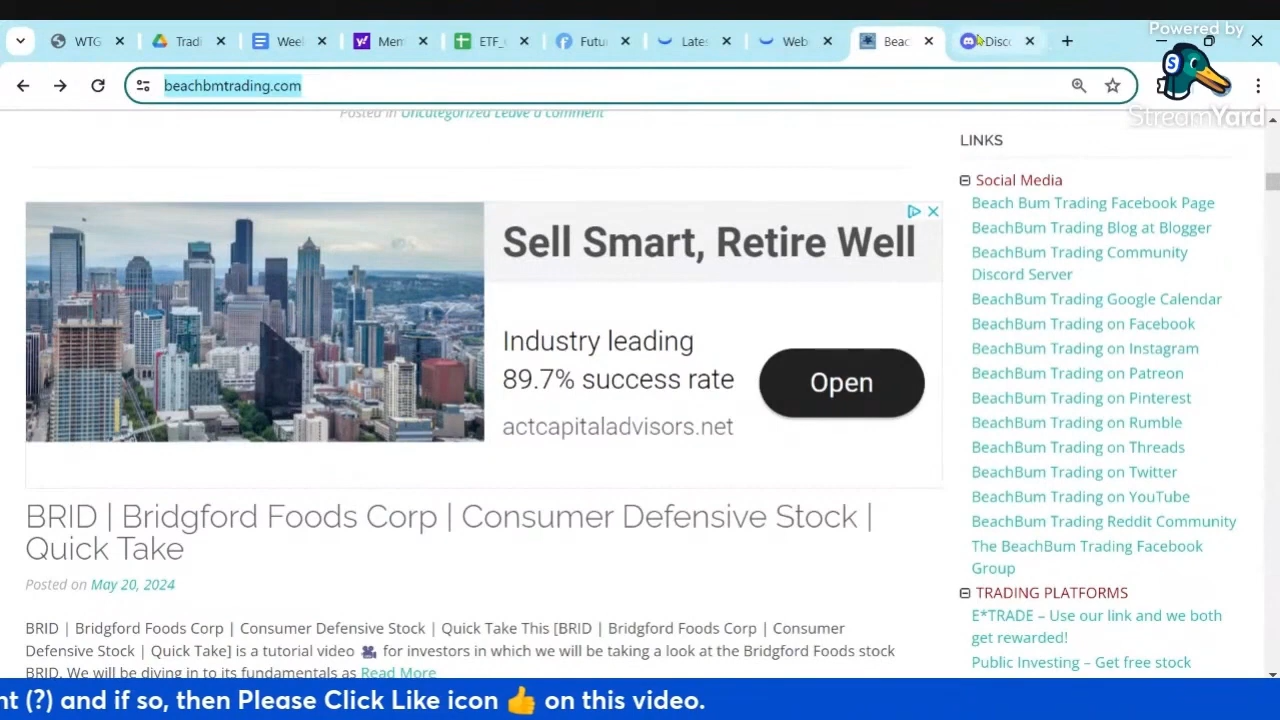 Powered by
StreamYard
WTG
Tradi
Wee
Men
ETF_
Futu
Lates
Web
Beac
Disc
beachbmtrading.com
Posted in Uncategorized Leave a comment
Sell Smart, Retire Well
Industry leading
89.7% success rate
actcapitaladvisors.net
Open
BRID | Bridgford Foods Corp | Consumer Defensive Stock |
Quick Take
Posted on May 20, 2024
BRID | Bridgford Foods Corp | Consumer Defensive Stock | Quick Take This [BRID | Bridgford Foods Corp | Consumer
Defensive Stock | Quick Take] is a tutorial video 🎥 for investors in which we will be taking a look at the Bridgford Foods stock
BRID. We will be diving in to its fundamentals as Read More
LINKS
Social Media
Beach Bum Trading Facebook Page
BeachBum Trading Blog at Blogger
BeachBum Trading Community
Discord Server
BeachBum Trading Google Calendar
BeachBum Trading on Facebook
BeachBum Trading on Instagram
BeachBum Trading on Patreon
BeachBum Trading on Pinterest
BeachBum Trading on Rumble
BeachBum Trading on Threads
BeachBum Trading on Twitter
BeachBum Trading on YouTube
BeachBum Trading Reddit Community
The BeachBum Trading Facebook
Group
TRADING PLATFORMS
E*TRADE – Use our link and we both
get rewarded!
Public Investing – Get free stock
nt (?) and if so, then Please Click Like icon 👍 on this video.